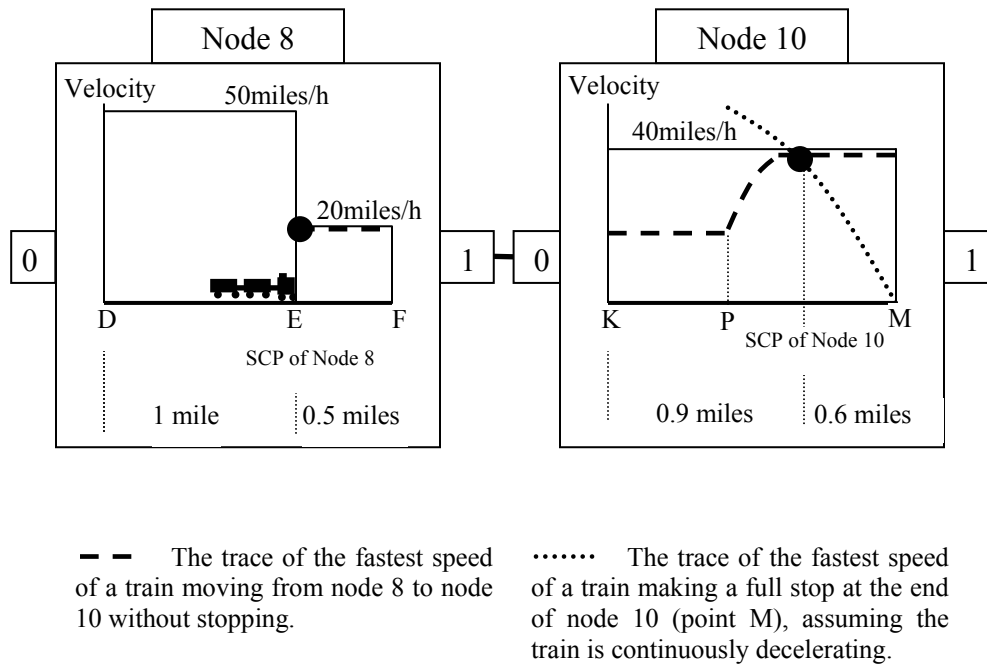 Node 8
Node 10
Velocity
50miles/h
20miles/h
0
1
D
E
F
SCP of Node 8
1 mile
0.5 miles
Velocity
40miles/h
0
1
K
P
M
SCP of Node 10
0.9 miles
0.6 miles
The trace of the fastest speed
of a train moving from node 8 to node
10 without stopping.
The trace of the fastest speed
of a train making a full stop at the end
of node 10 (point M), assuming the
train is continuously decelerating.